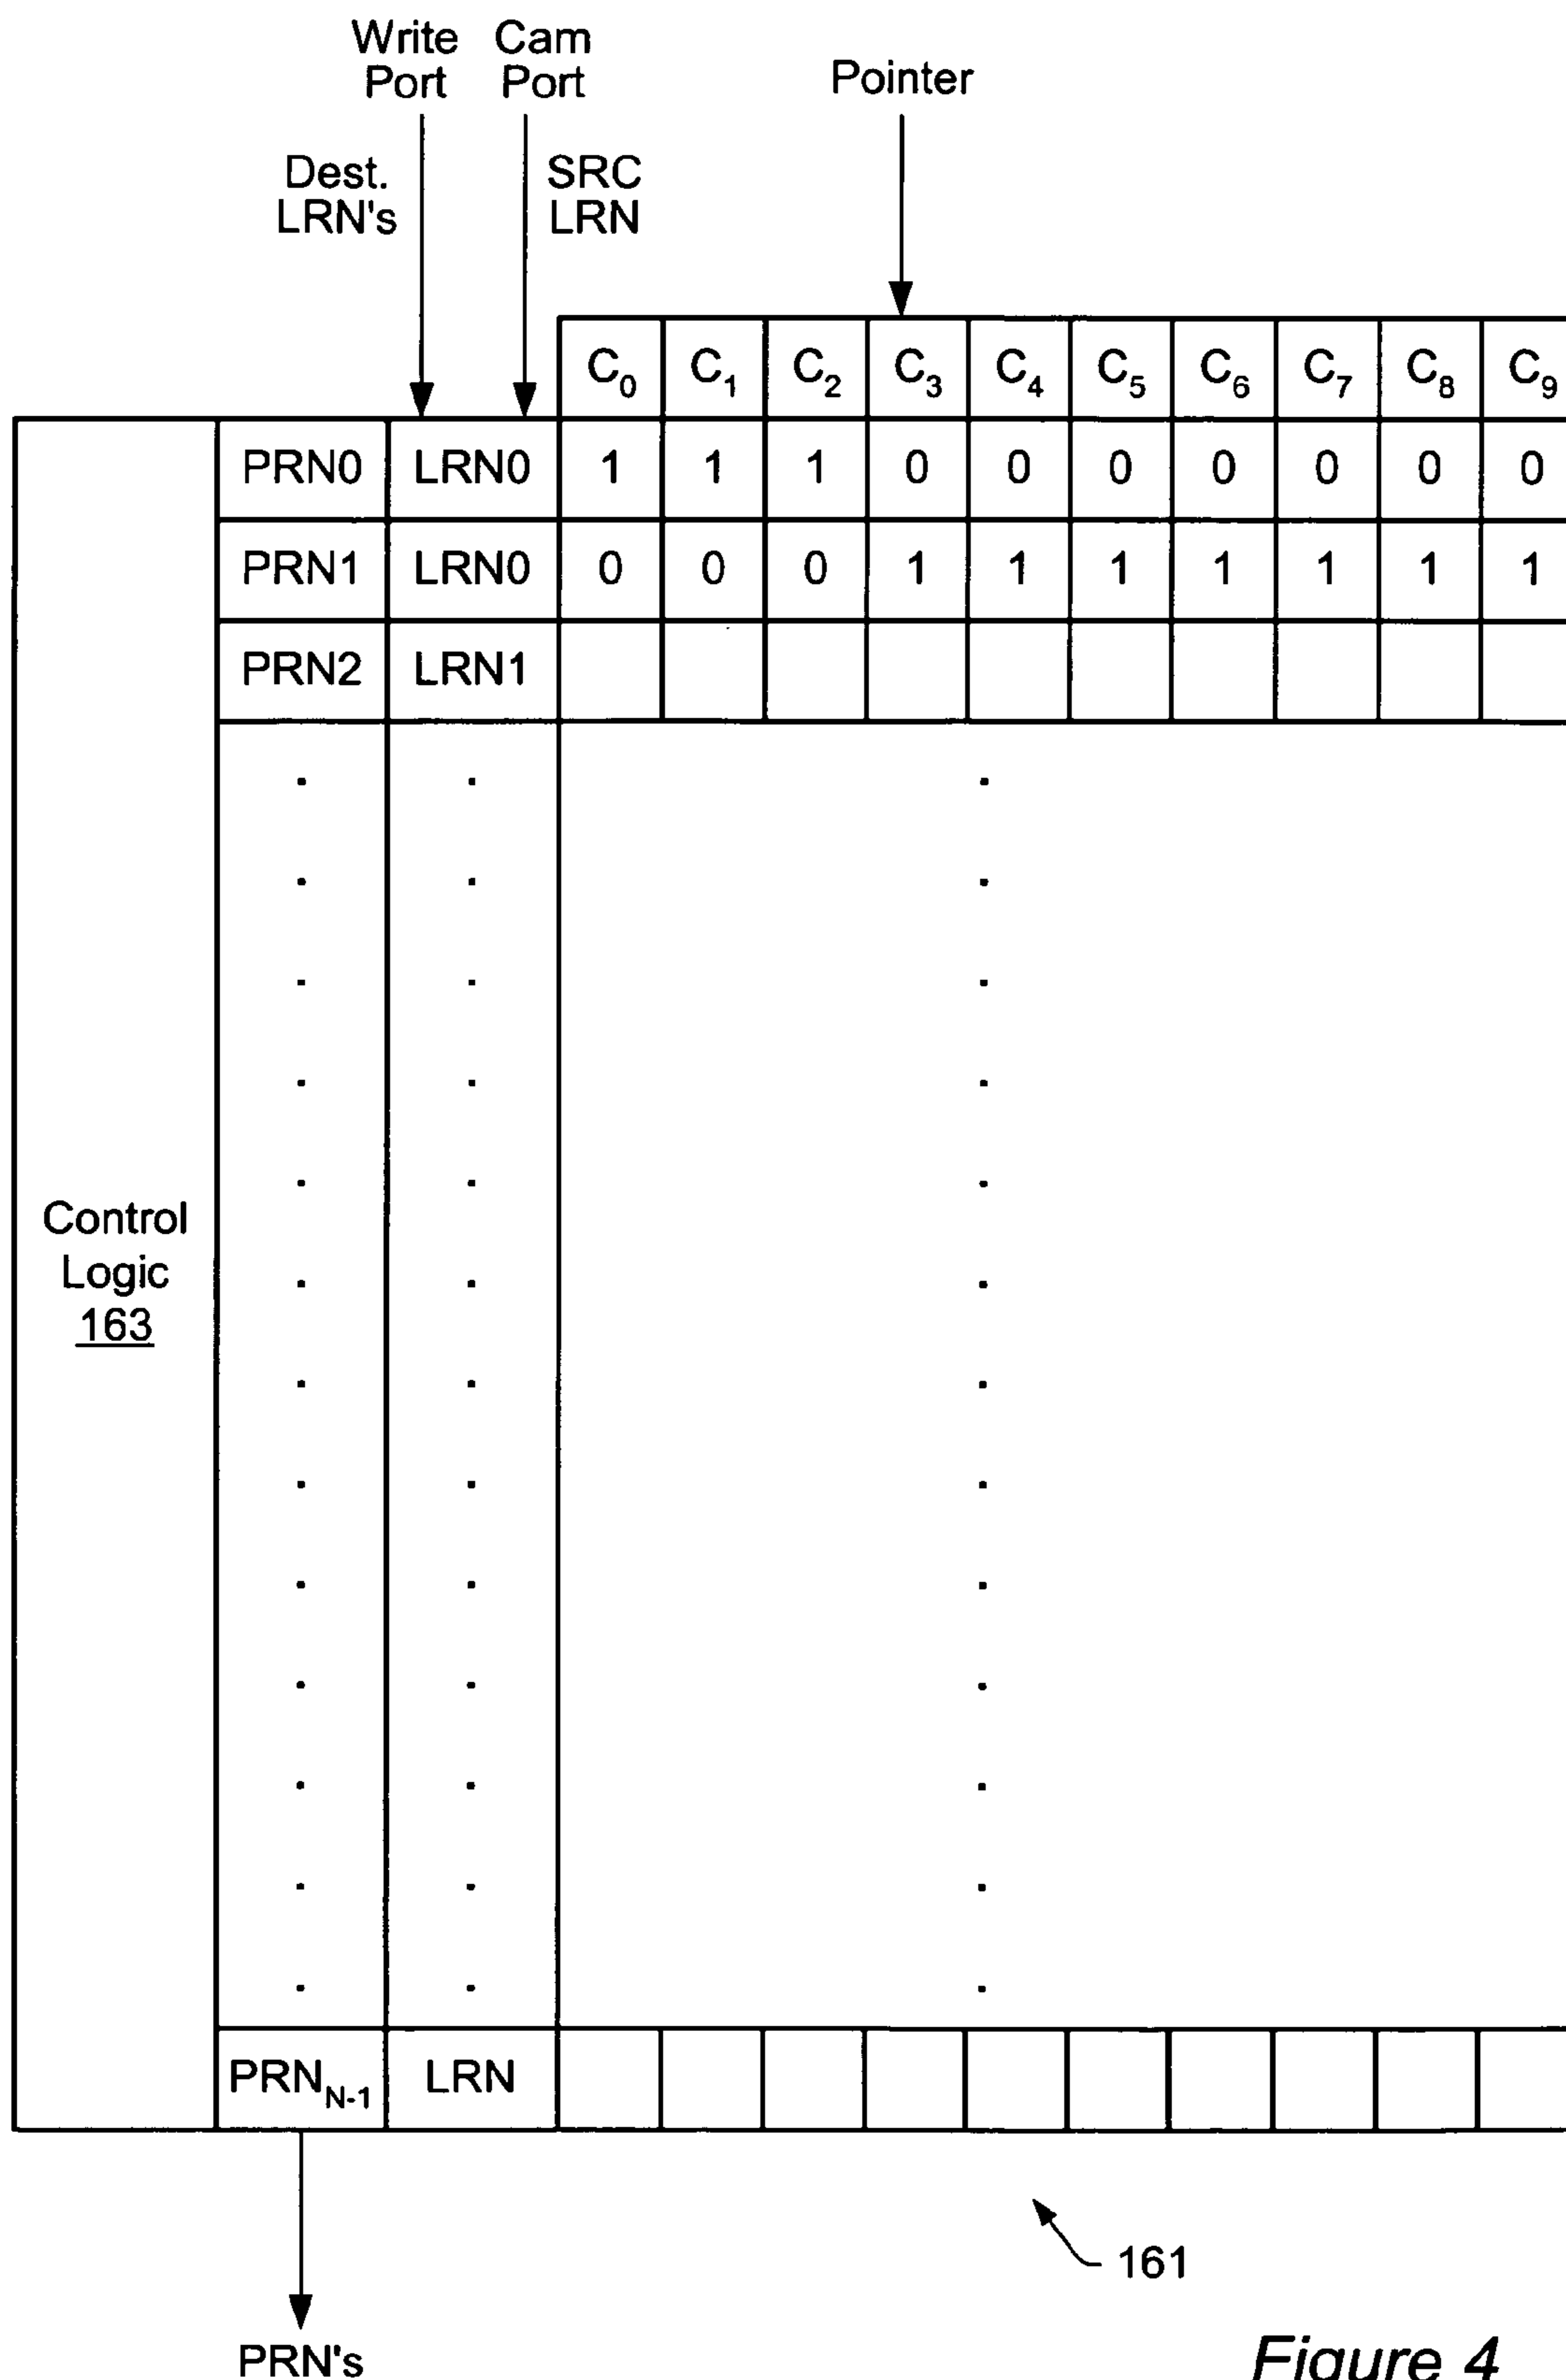 Write Cam
Port Port
Pointer
Dest. SRC
LRN's LRN
C0 C1 C2 C3 C4 C5 C6 C7 C8 C9
PRN0 LRN0 1 1 1 0 0 0 0 0 0 0
PRN1 LRN0 0 0 0 1 1 1 1 1 1 1
PRN2 LRN1
Control
Logic
163
PRNN-1 LRN
161
PRN's
Figure 4